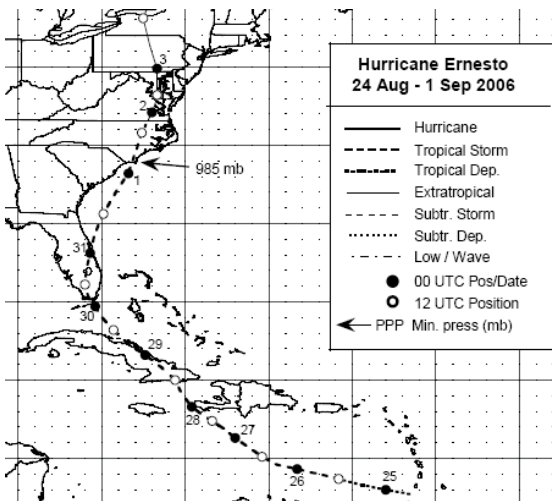 Hurricane Ernesto
24 Aug - 1 Sep 2006
Hurricane
Tropical Storm
Tropical Dep.
Extratropical
Subtr. Storm
Subtr. Dep.
Low / Wave
00 UTC Pos/Date
12 UTC Position
PPP Min. press (mb)
3
2
985 mb
1
31
30
29
28
27
26
25